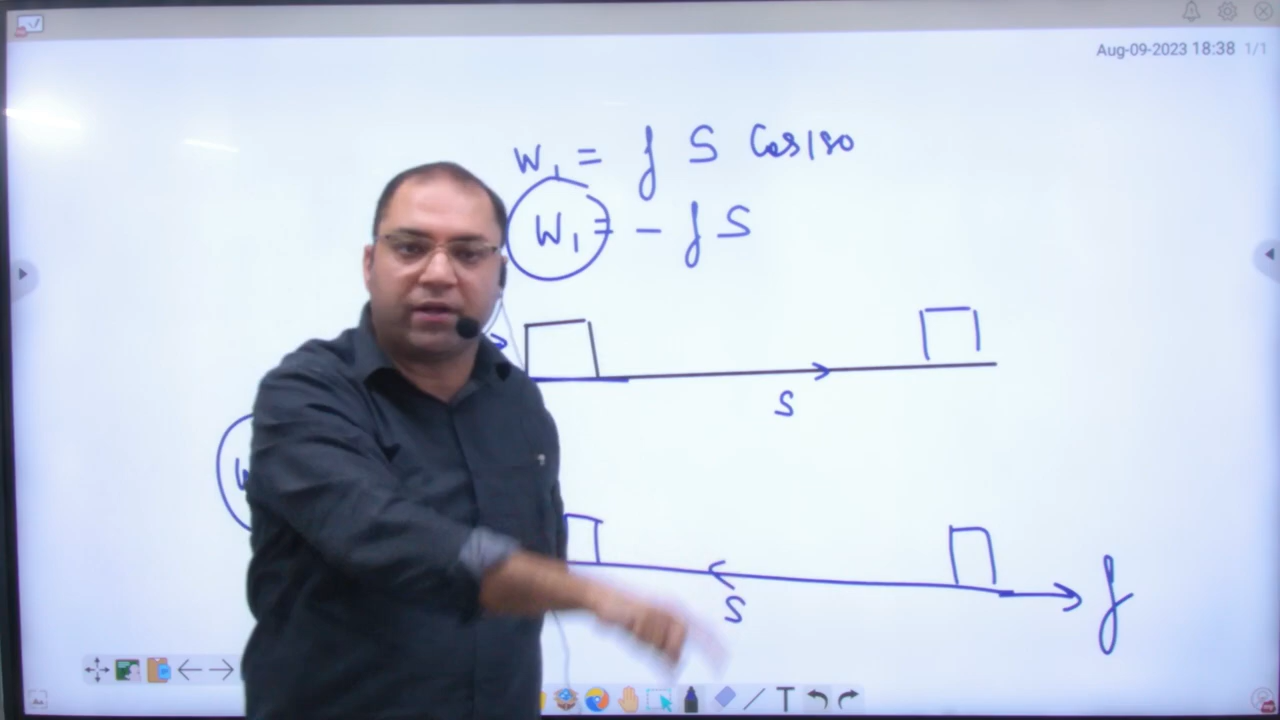 Aug-09-2023 18:38 1/1
W₁ = f S Cos180
W₁ = - f S
S
W
S
f
T